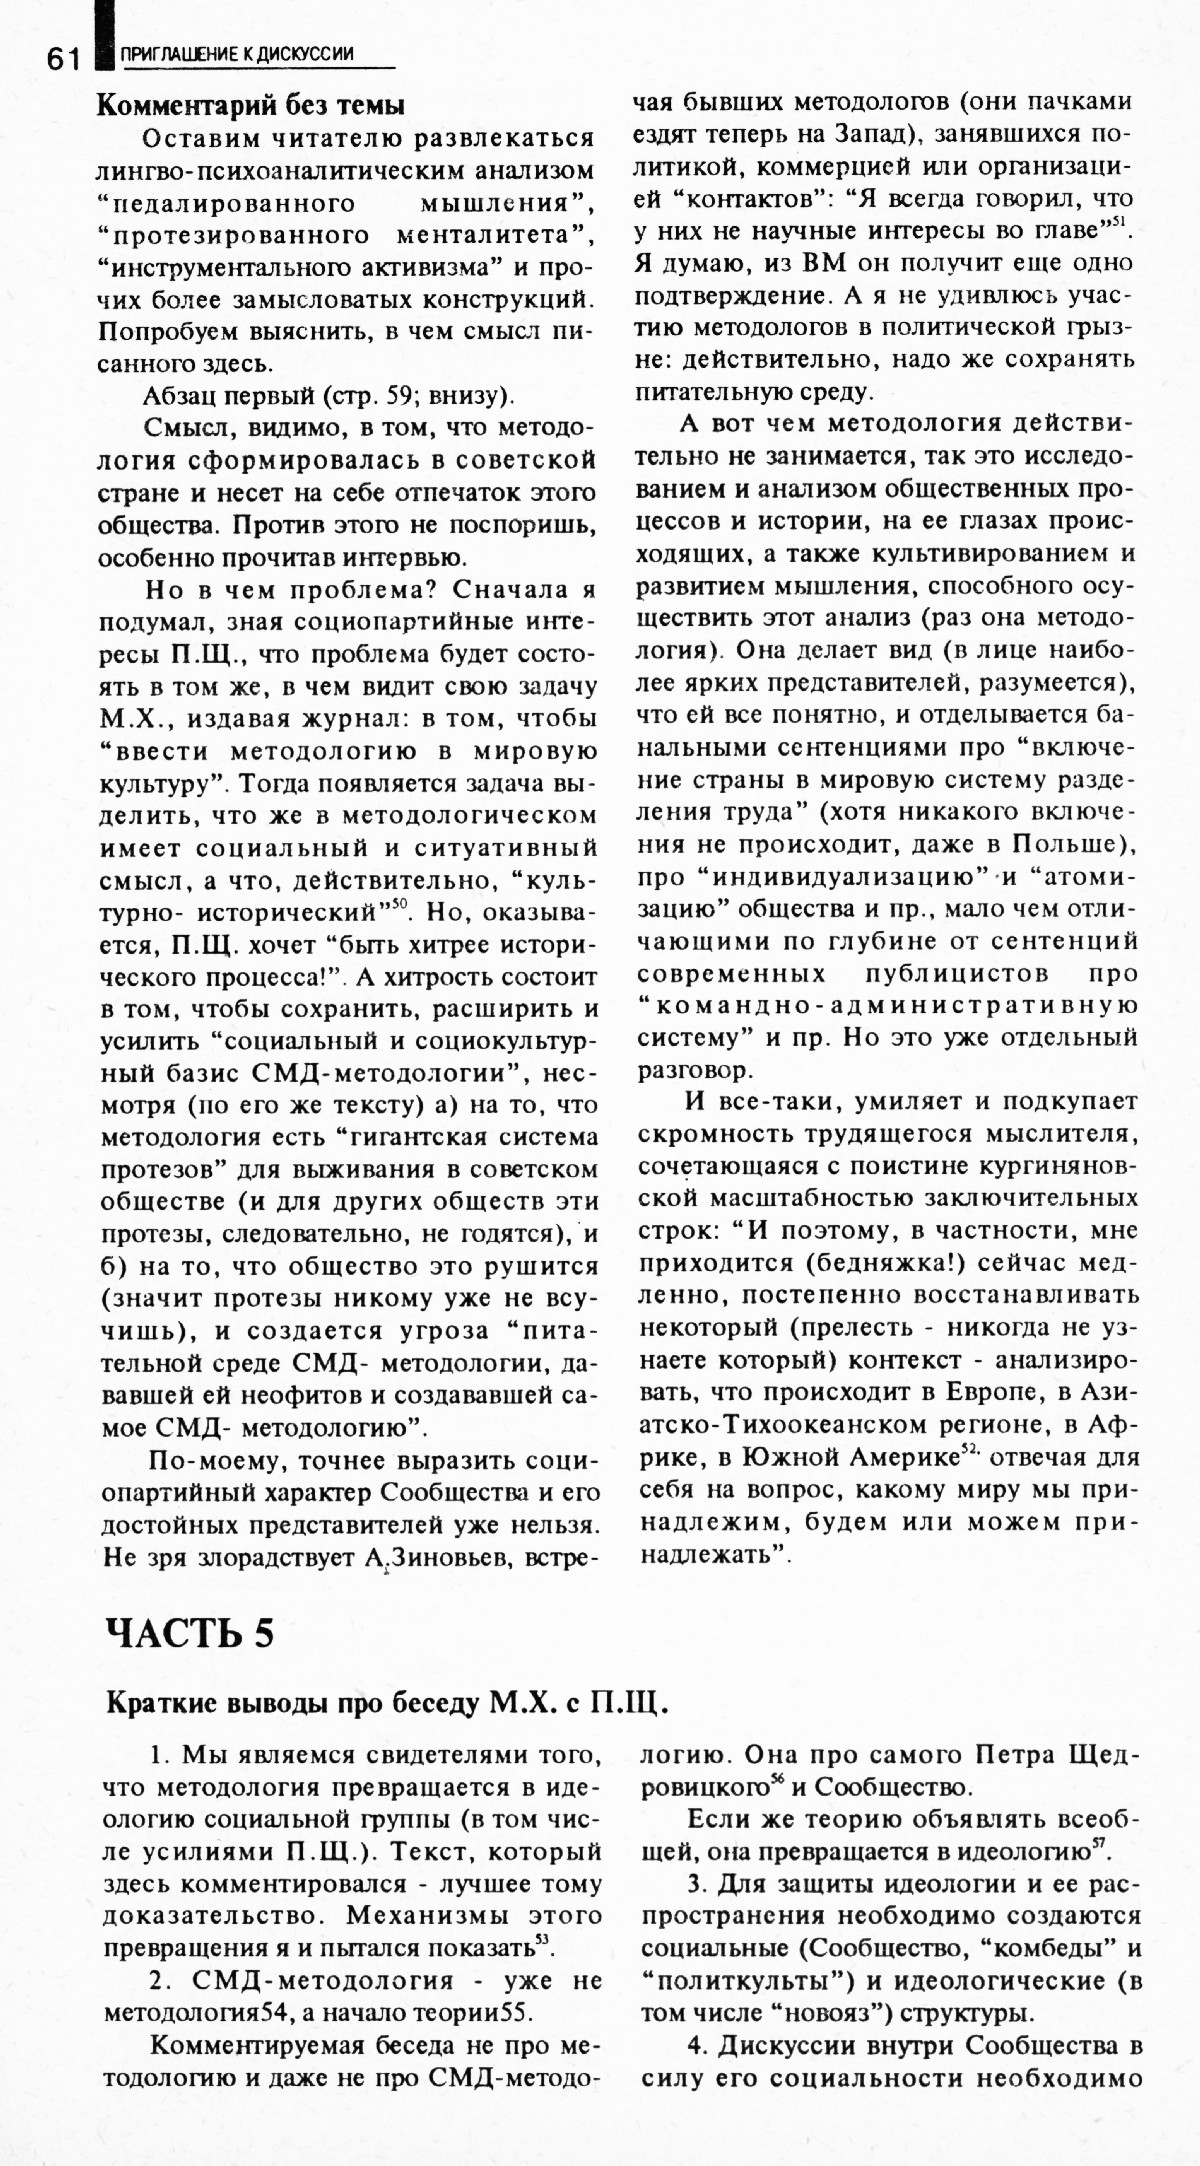 61
ПРИГЛАШЕНИЕ К ДИСКУССИИ
Комментарий без темы
Оставим читателю развлекаться
лингво-психоаналитическим анализом
“педалированного мышления”,
“протезированного менталитета”,
“инструментального активизма” и про-
чих более замысловатых конструкций.
Попробуем выяснить, в чем смысл пи-
санного здесь.
Абзац первый (стр. 59; внизу).
Смысл, видимо, в том, что методо-
логия сформировалась в советской
стране и несет на себе отпечаток этого
общества. Против этого не поспоришь,
особенно прочитав интервью.
Но в чем проблема? Сначала я
подумал, зная социопартийные инте-
ресы П.Щ., что проблема будет состо-
ять в том же, в чем видит свою задачу
М.Х., издавая журнал: в том, чтобы
“ввести методологию в мировую
культуру”. Тогда появляется задача вы-
делить, что же в методологическом
имеет социальный и ситуативный
смысл, а что, действительно, “куль-
турно- исторический”50. Но, оказыва-
ется, П.Щ. хочет “быть хитрее истори-
ческого процесса!”. А хитрость состоит
в том, чтобы сохранить, расширить и
усилить “социальный и социокультур-
ный базис СМД-методологии”, нес-
мотря (по его же тексту) а) на то, что
методология есть “гигантская система
протезов” для выживания в советском
обществе (и для других обществ эти
протезы, следовательно, не годятся), и
б) на то, что общество это рушится
(значит протезы никому уже не всу-
чишь), и создается угроза “пита-
тельной среде СМД- методологии, да-
вавшей ей неофитов и создававшей са-
мое СМД- методологию”.
По-моему, точнее выразить соци-
опартийный характер Сообщества и его
достойных представителей уже нельзя.
Не зря злорадствует А.Зиновьев, встре-
чая бывших методологов (они пачками
ездят теперь на Запад), занявшихся по-
литикой, коммерцией или организаци-
ей “контактов”: “Я всегда говорил, что
у них не научные интересы во главе”51.
Я думаю, из ВМ он получит еще одно
подтверждение. А я не удивлюсь учас-
тию методологов в политической грыз-
не: действительно, надо же сохранять
питательную среду.
А вот чем методология действи-
тельно не занимается, так это исследо-
ванием и анализом общественных про-
цессов и истории, на ее глазах проис-
ходящих, а также культивированием и
развитием мышления, способного осу-
ществить этот анализ (раз она методо-
логия). Она делает вид (в лице наибо-
лее ярких представителей, разумеется),
что ей все понятно, и отделывается ба-
нальными сентенциями про “включе-
ние страны в мировую систему разде-
ления труда” (хотя никакого включе-
ния не происходит, даже в Польше),
про “индивидуализацию” и “атоми-
зацию” общества и пр., мало чем отли-
чающими по глубине от сентенций
современных публицистов про
“командно-административную
систему” и пр. Но это уже отдельный
разговор.
И все-таки, умиляет и подкупает
скромность трудящегося мыслителя,
сочетающаяся с поистине кургинянов-
ской масштабностью заключительных
строк: “И поэтому, в частности, мне
приходится (бедняжка!) сейчас мед-
ленно, постепенно восстанавливать
некоторый (прелесть - никогда не уз-
наете который) контекст - анализиро-
вать, что происходит в Европе, в Ази-
атско-Тихоокеанском регионе, в Аф-
рике, в Южной Америке52. отвечая для
себя на вопрос, какому миру мы при-
надлежим, будем или можем при-
надлежать”.
ЧАСТЬ 5
Краткие выводы про беседу М.Х. с П.Щ.
1. Мы являемся свидетелями того,
что методология превращается в иде-
ологию социальной группы (в том чис-
ле усилиями П.Щ.). Текст, который
здесь комментировался - лучшее тому
доказательство. Механизмы этого
превращения я и пытался показать53.
2. СМД-методология - уже не
методология54, а начало теории55.
Комментируемая беседа не про ме-
тодологию и даже не про СМД-методо-
логию. Она про самого Петра Щед-
ровицкого56 и Сообщество.
Если же теорию объявлять всеоб-
щей, она превращается в идеологию57.
3. Для защиты идеологии и ее рас-
пространения необходимо создаются
социальные (Сообщество, “комбеды” и
“политкульты”) и идеологические (в
том числе “новояз”) структуры.
4. Дискуссии внутри Сообщества в
силу его социальности необходимо